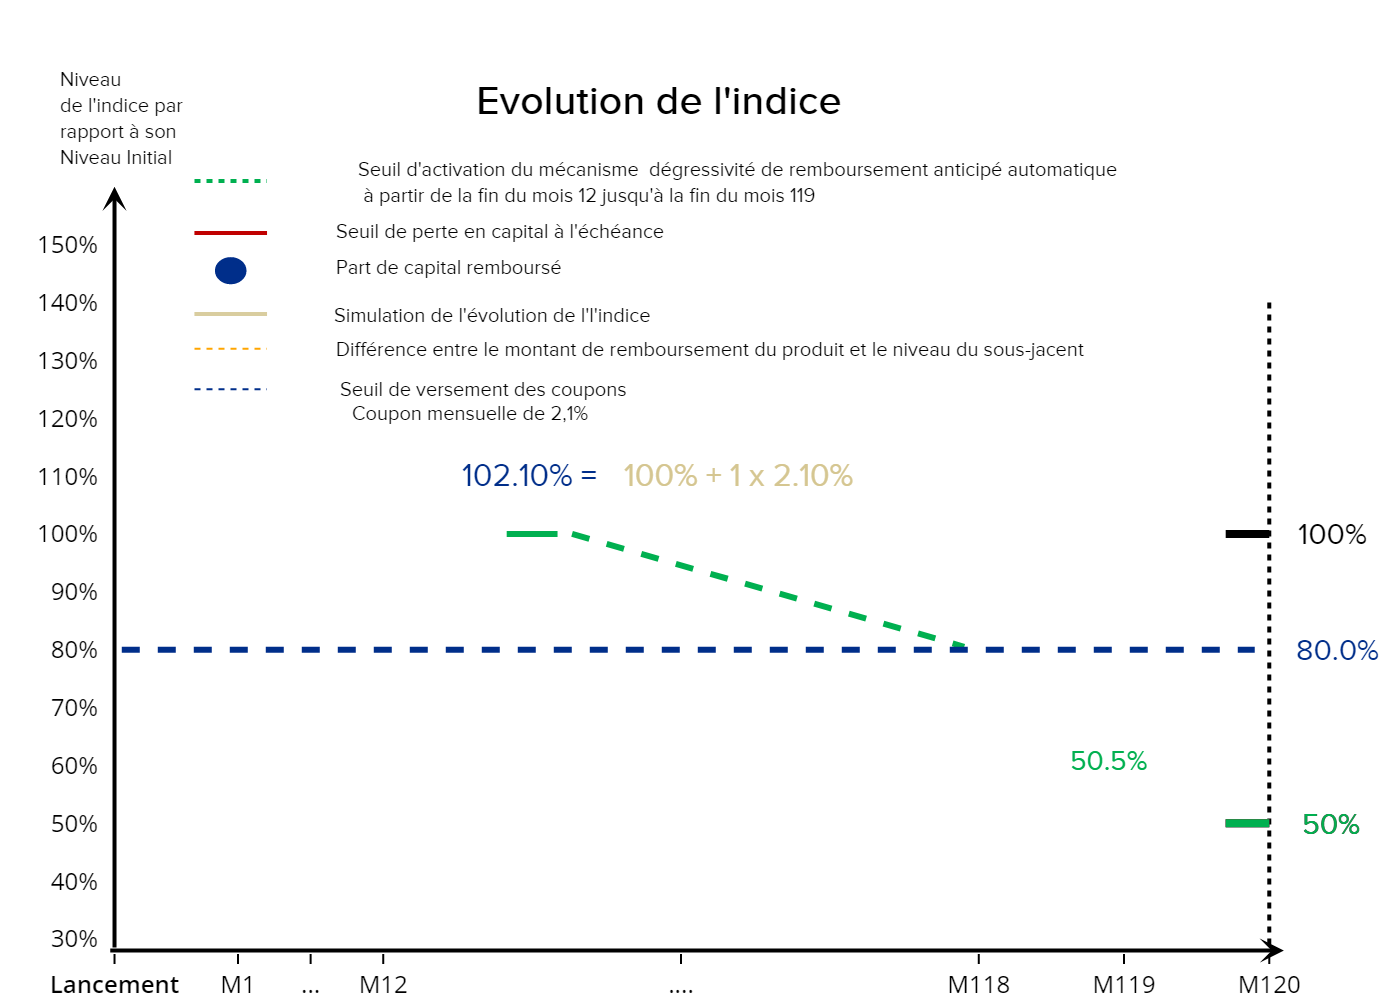 Niveau
de l'indice par
rapport à son
Niveau Initial
Evolution de l'indice
Seuil d'activation du mécanisme  dégressivité de remboursement anticipé automatique
à partir de la fin du mois 12 jusqu'à la fin du mois 119
Seuil de perte en capital à l'échéance
Part de capital remboursé
Simulation de l'évolution de l'l'indice
Différence entre le montant de remboursement du produit et le niveau du sous-jacent
Seuil de versement des coupons
Coupon mensuelle de 2,1%
150%
140%
130%
120%
110%
100%
90%
80%
70%
60%
50%
40%
30%
102.10% = 100% + 1 x 2.10%
100%
80.0%
50.5%
50%
Lancement M1 ... M12 .... M118 M119 M120